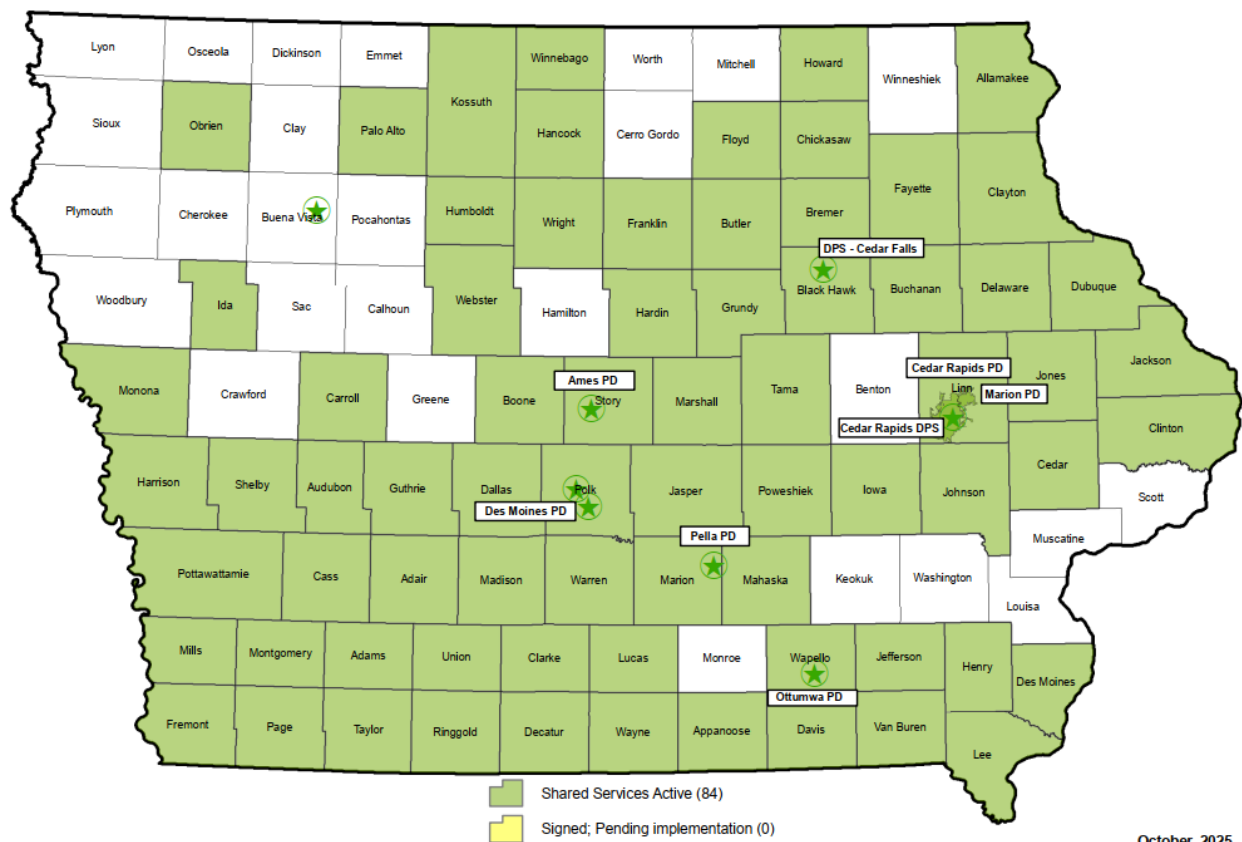 Lyon
Osceola
Dickinson
Emmet
Kossuth
Winnebago
Worth
Mitchell
Howard
Winneshiek
Allamakee
Sioux
Obrien
Clay
Palo Alto
Hancock
Cerro Gordo
Floyd
Chickasaw
Plymouth
Cherokee
Buena Vista
Pocahontas
Humboldt
Wright
Franklin
Butler
Bremer
Fayette
Clayton
DPS - Cedar Falls
Woodbury
Ida
Sac
Calhoun
Webster
Hamilton
Hardin
Grundy
Black Hawk
Buchanan
Delaware
Dubuque
Monona
Crawford
Carroll
Greene
Boone
Ames PD
Story
Marshall
Tama
Benton
Cedar Rapids PD
Linn
Marion PD
Cedar Rapids DPS
Jones
Jackson
Clinton
Harrison
Shelby
Audubon
Guthrie
Dallas
Polk
Des Moines PD
Jasper
Poweshiek
Iowa
Johnson
Cedar
Scott
Muscatine
Pottawattamie
Cass
Adair
Madison
Warren
Pella PD
Marion
Mahaska
Keokuk
Washington
Louisa
Mills
Montgomery
Adams
Union
Clarke
Lucas
Monroe
Wapello
Ottumwa PD
Jefferson
Henry
Des Moines
Fremont
Page
Taylor
Ringgold
Decatur
Wayne
Appanoose
Davis
Van Buren
Lee
Shared Services Active (84)
Signed; Pending implementation (0)
October, 2025